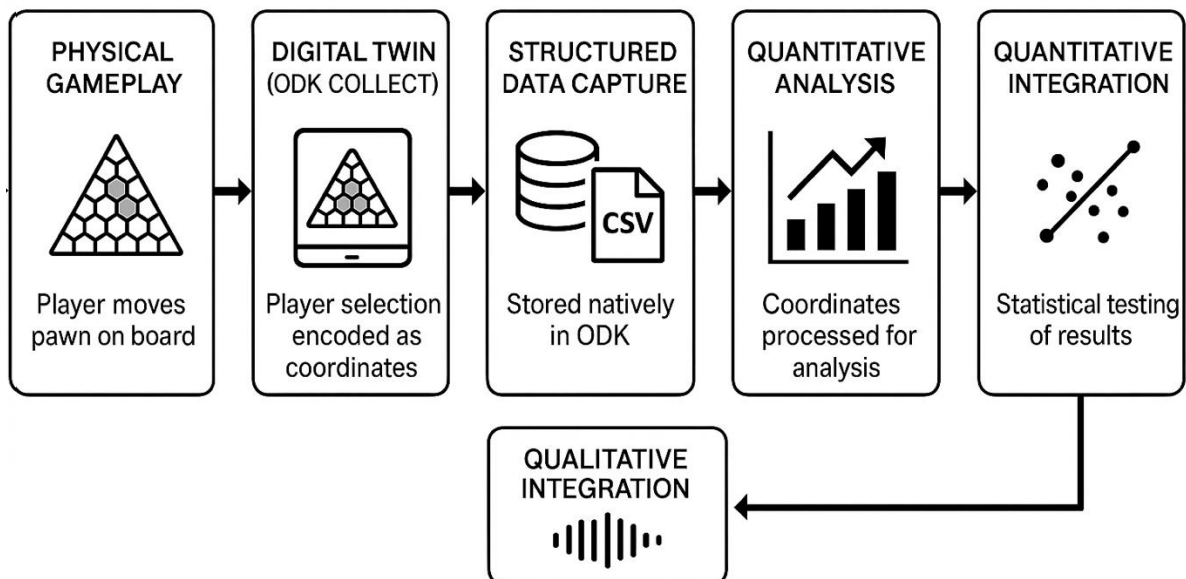 PHYSICAL
GAMEPLAY
Player moves
pawn on board
DIGITAL TWIN
(ODK COLLECT)
Player selection
encoded as
coordinates
STRUCTURED
DATA CAPTURE
CSV
Stored natively
in ODK
QUANTITATIVE
ANALYSIS
Coordinates
processed for
analysis
QUANTITATIVE
INTEGRATION
Statistical testing
of results
QUALITATIVE
INTEGRATION